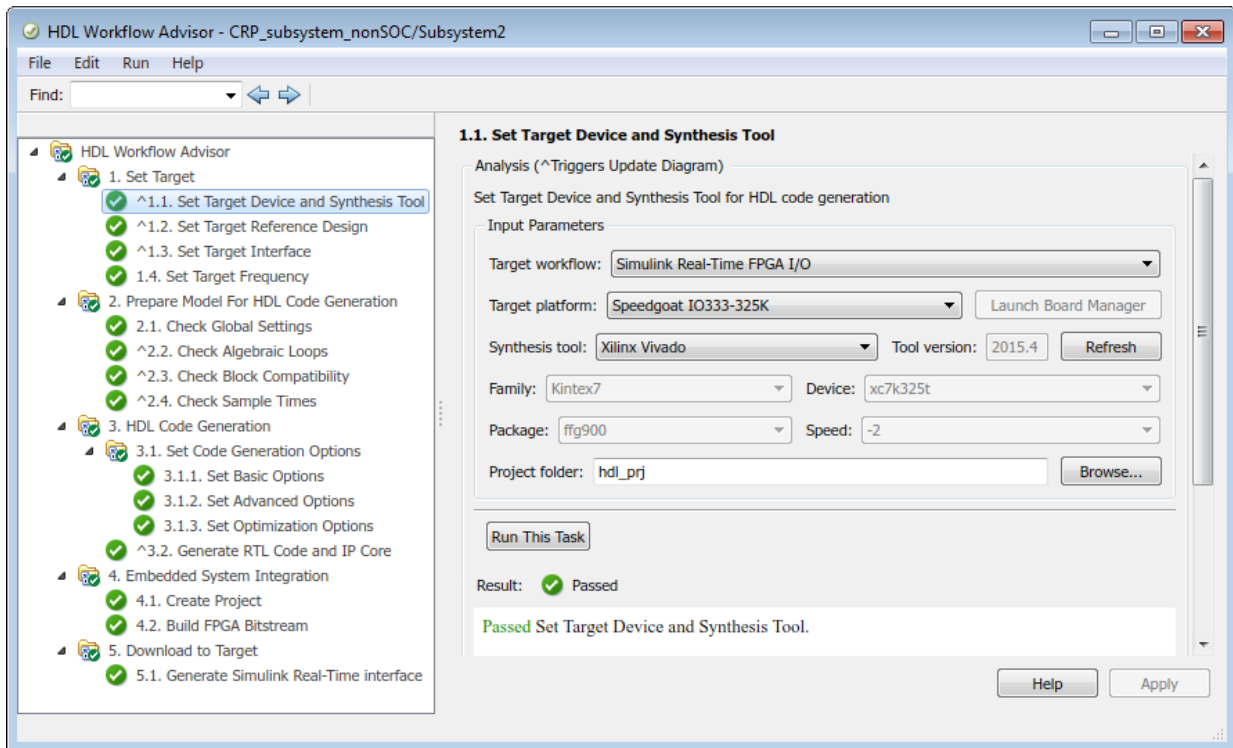 HDL Workflow Advisor - CRP_subsystem_nonSOC/Subsystem2
File Edit Run Help
Find:
HDL Workflow Advisor
1. Set Target
^1.1. Set Target Device and Synthesis Tool
^1.2. Set Target Reference Design
^1.3. Set Target Interface
1.4. Set Target Frequency
2. Prepare Model For HDL Code Generation
2.1. Check Global Settings
^2.2. Check Algebraic Loops
^2.3. Check Block Compatibility
^2.4. Check Sample Times
3. HDL Code Generation
3.1. Set Code Generation Options
3.1.1. Set Basic Options
3.1.2. Set Advanced Options
3.1.3. Set Optimization Options
^3.2. Generate RTL Code and IP Core
4. Embedded System Integration
4.1. Create Project
4.2. Build FPGA Bitstream
5. Download to Target
5.1. Generate Simulink Real-Time interface
1.1. Set Target Device and Synthesis Tool
Analysis (^Triggers Update Diagram)
Set Target Device and Synthesis Tool for HDL code generation
Input Parameters
Target workflow: Simulink Real-Time FPGA I/O
Target platform: Speedgoat IO333-325K Launch Board Manager
Synthesis tool: Xilinx Vivado Tool version: 2015.4 Refresh
Family: Kintex7 Device: xc7k325t
Package: ffg900 Speed: -2
Project folder: hdl_prj Browse...
Run This Task
Result: Passed
Passed Set Target Device and Synthesis Tool.
Help Apply